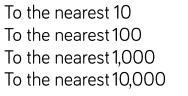 To the nearest 10
To the nearest 100
To the nearest 1,000
To the nearest 10,000